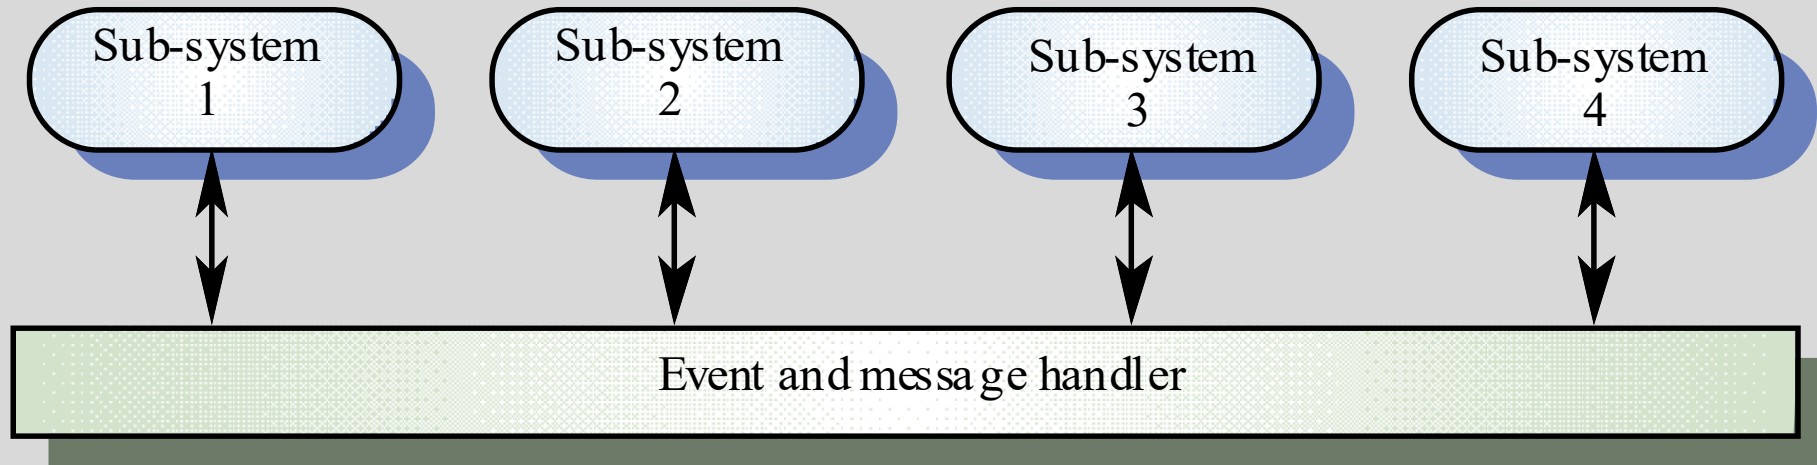 Sub-system
1
Sub-system
2
Sub-system
3
Sub-system
4
Event and message handler